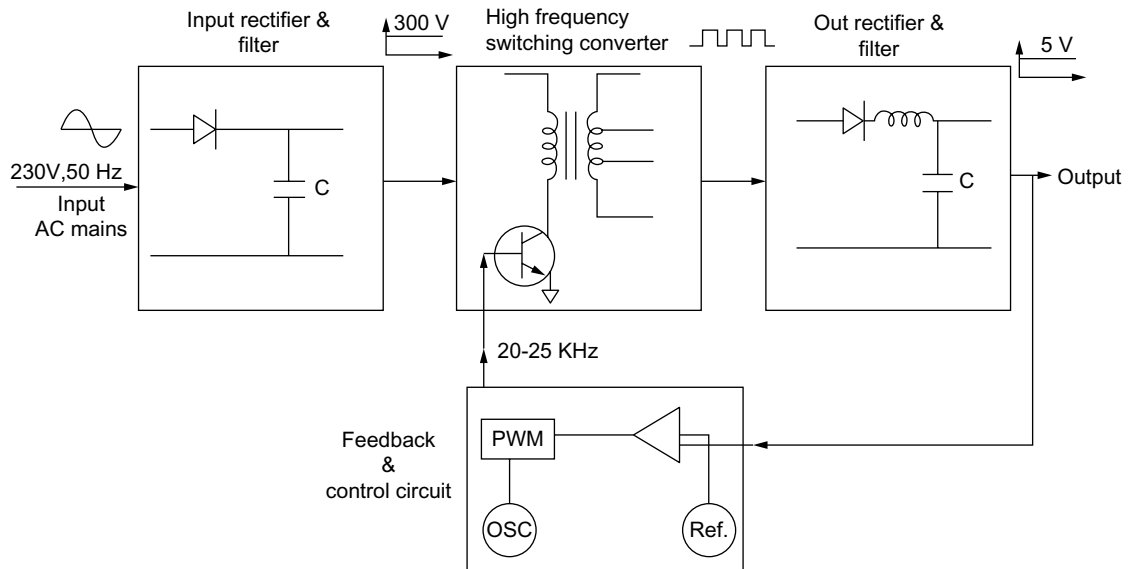 Input rectifier &
filter
300 V
High frequency
switching converter
Out rectifier &
filter
5 V
230V,50 Hz
Input
AC mains
C
C
Output
20-25 KHz
Feedback
&
control circuit
PWM
OSC
Ref.